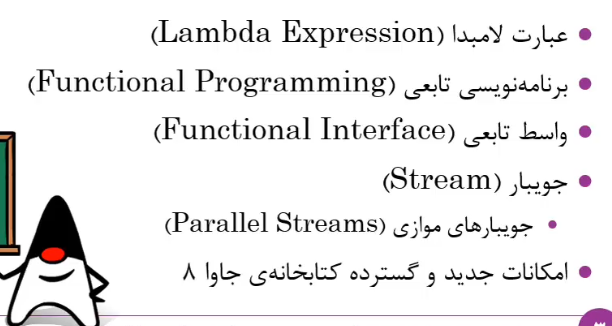 عبارت لامبدا (Lambda Expression)
برنامه‌نویسی تابعی (Functional Programming)
واسط تابعی (Functional Interface)
جویبار (Stream)
جویبارهای موازی (Parallel Streams)
امکانات جدید و گسترده کتابخانه‌ی جاوا ۸